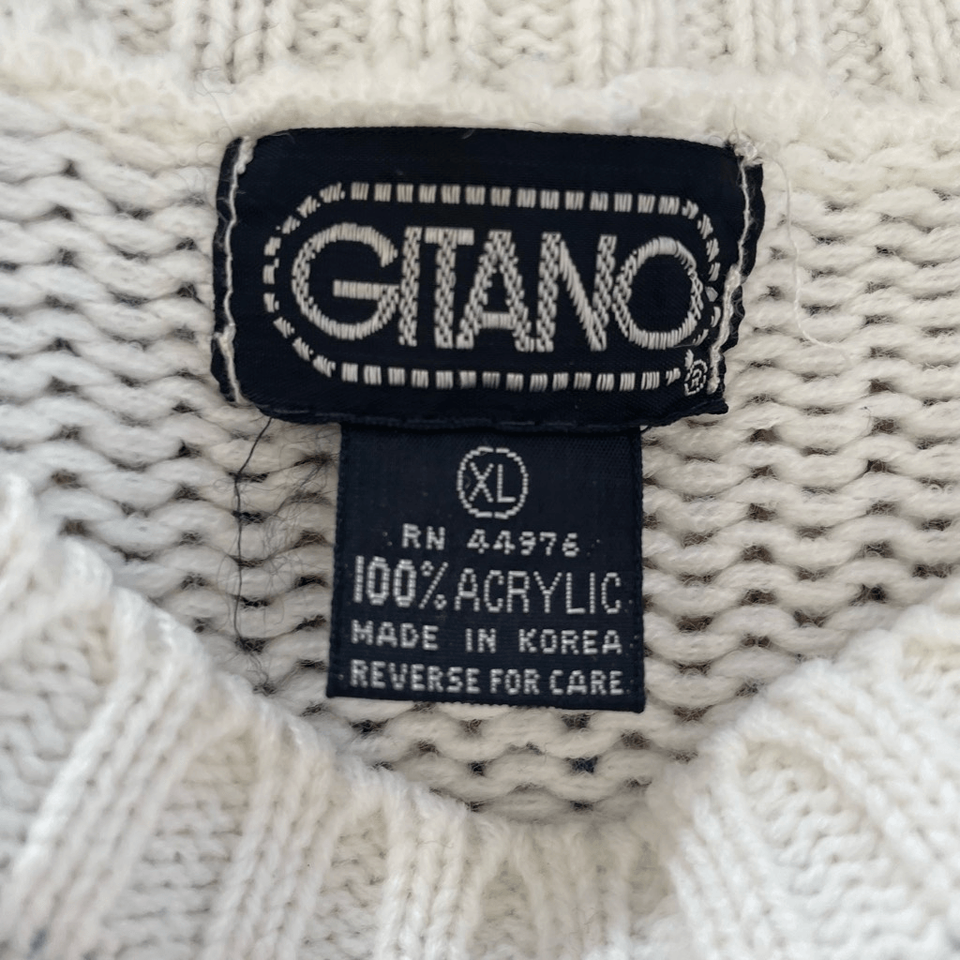 GITANO
®
XL
RN 44976
100% ACRYLIC
MADE IN KOREA
REVERSE FOR CARE